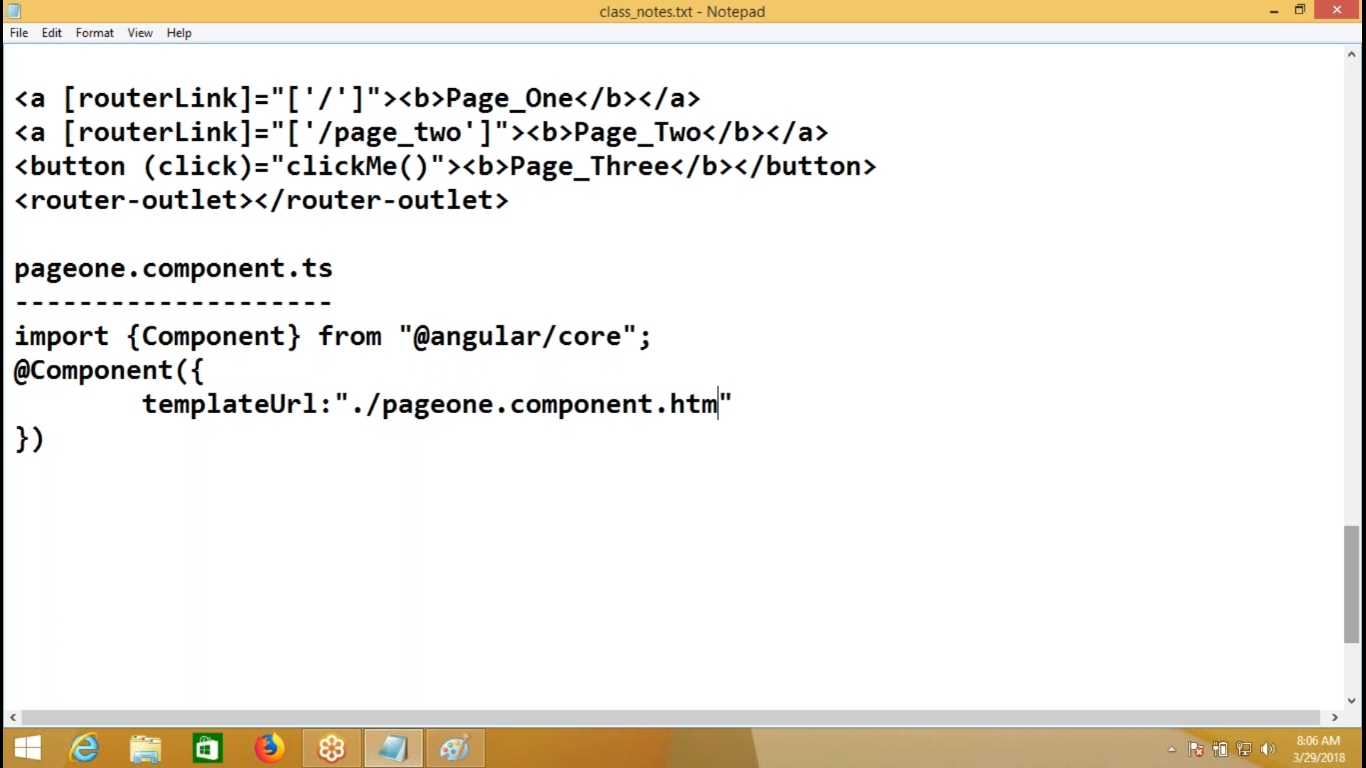 class_notes.txt - Notepad
File Edit Format View Help
<a [routerLink]="['/']"><b>Page_One</b></a>
<a [routerLink]="['/page_two']"><b>Page_Two</b></a>
<button (click)="clickMe()"><b>Page_Three</b></button>
<router-outlet></router-outlet>
pageone.component.ts
--------------------
import {Component} from "@angular/core";
@Component({
templateUrl:"./pageone.component.htm"
})
8:06 AM
3/29/2018